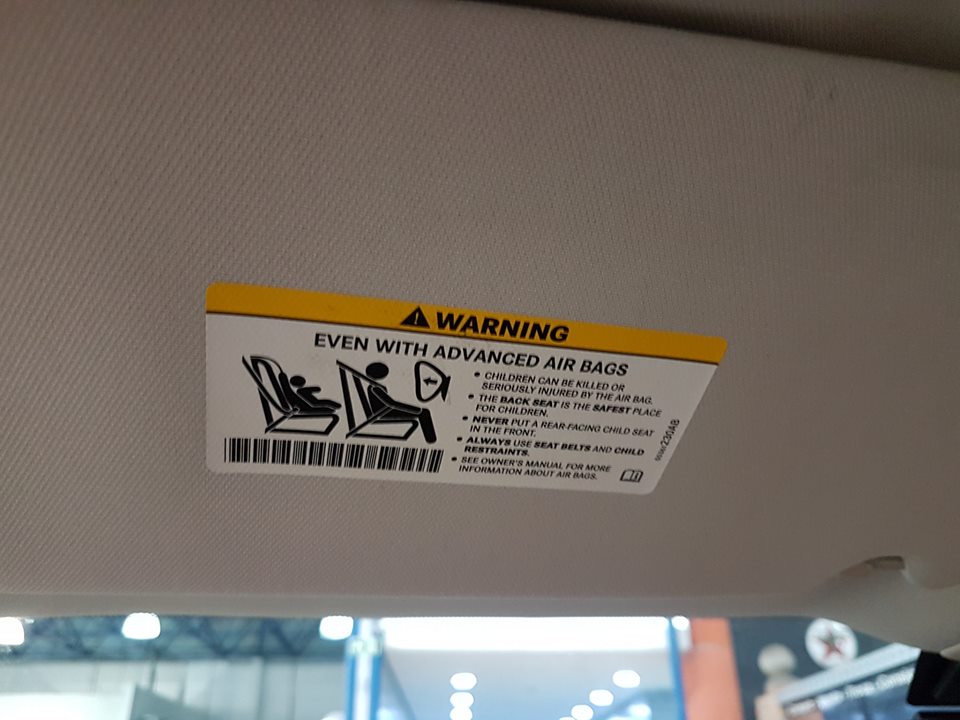 WARNING
EVEN WITH ADVANCED AIR BAGS
• CHILDREN CAN BE KILLED OR
SERIOUSLY INJURED BY THE AIR BAG.
• THE BACK SEAT IS THE SAFEST PLACE
FOR CHILDREN.
• NEVER PUT A REAR-FACING CHILD SEAT
IN THE FRONT.
• ALWAYS USE SEAT BELTS AND CHILD
RESTRAINTS.
• SEE OWNER'S MANUAL FOR MORE
INFORMATION ABOUT AIR BAGS.
230AB